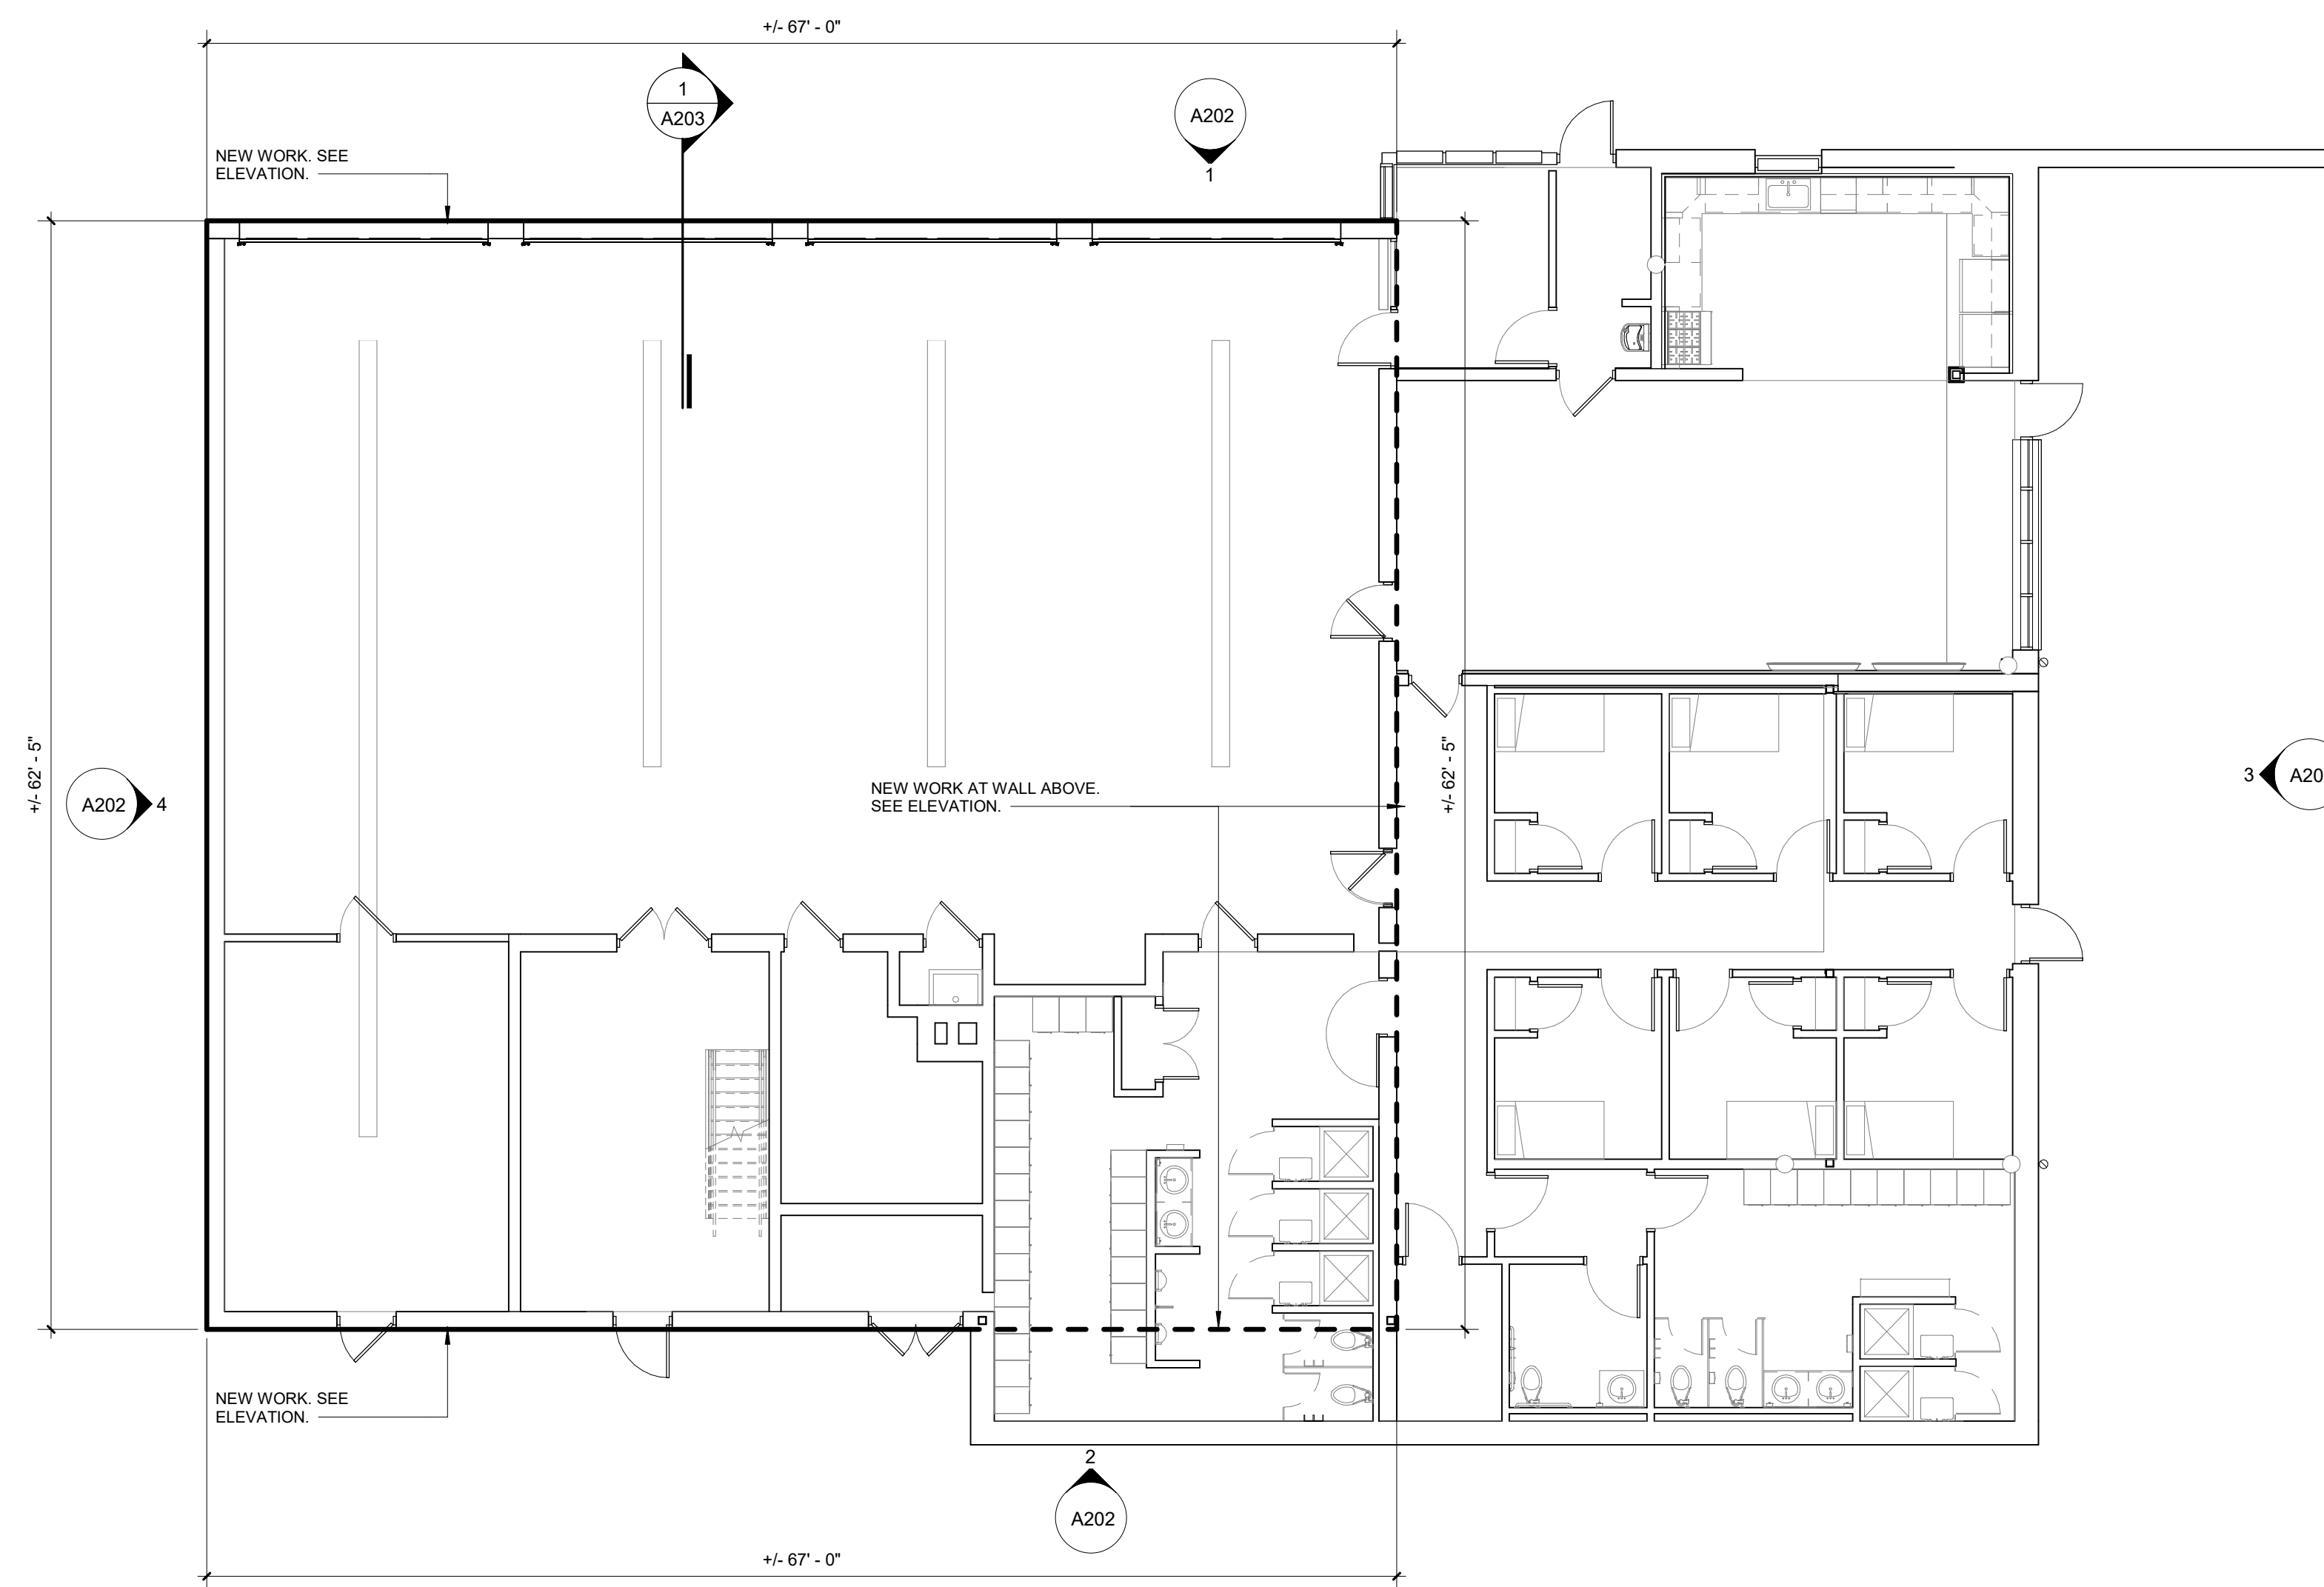 +/- 67' - 0"
1
A203
A202
1
NEW WORK. SEE
ELEVATION.
+/- 62' - 5"
A202
4
NEW WORK AT WALL ABOVE.
SEE ELEVATION.
+/- 62' - 5"
3
A20
NEW WORK. SEE
ELEVATION.
2
A202
+/- 67' - 0"